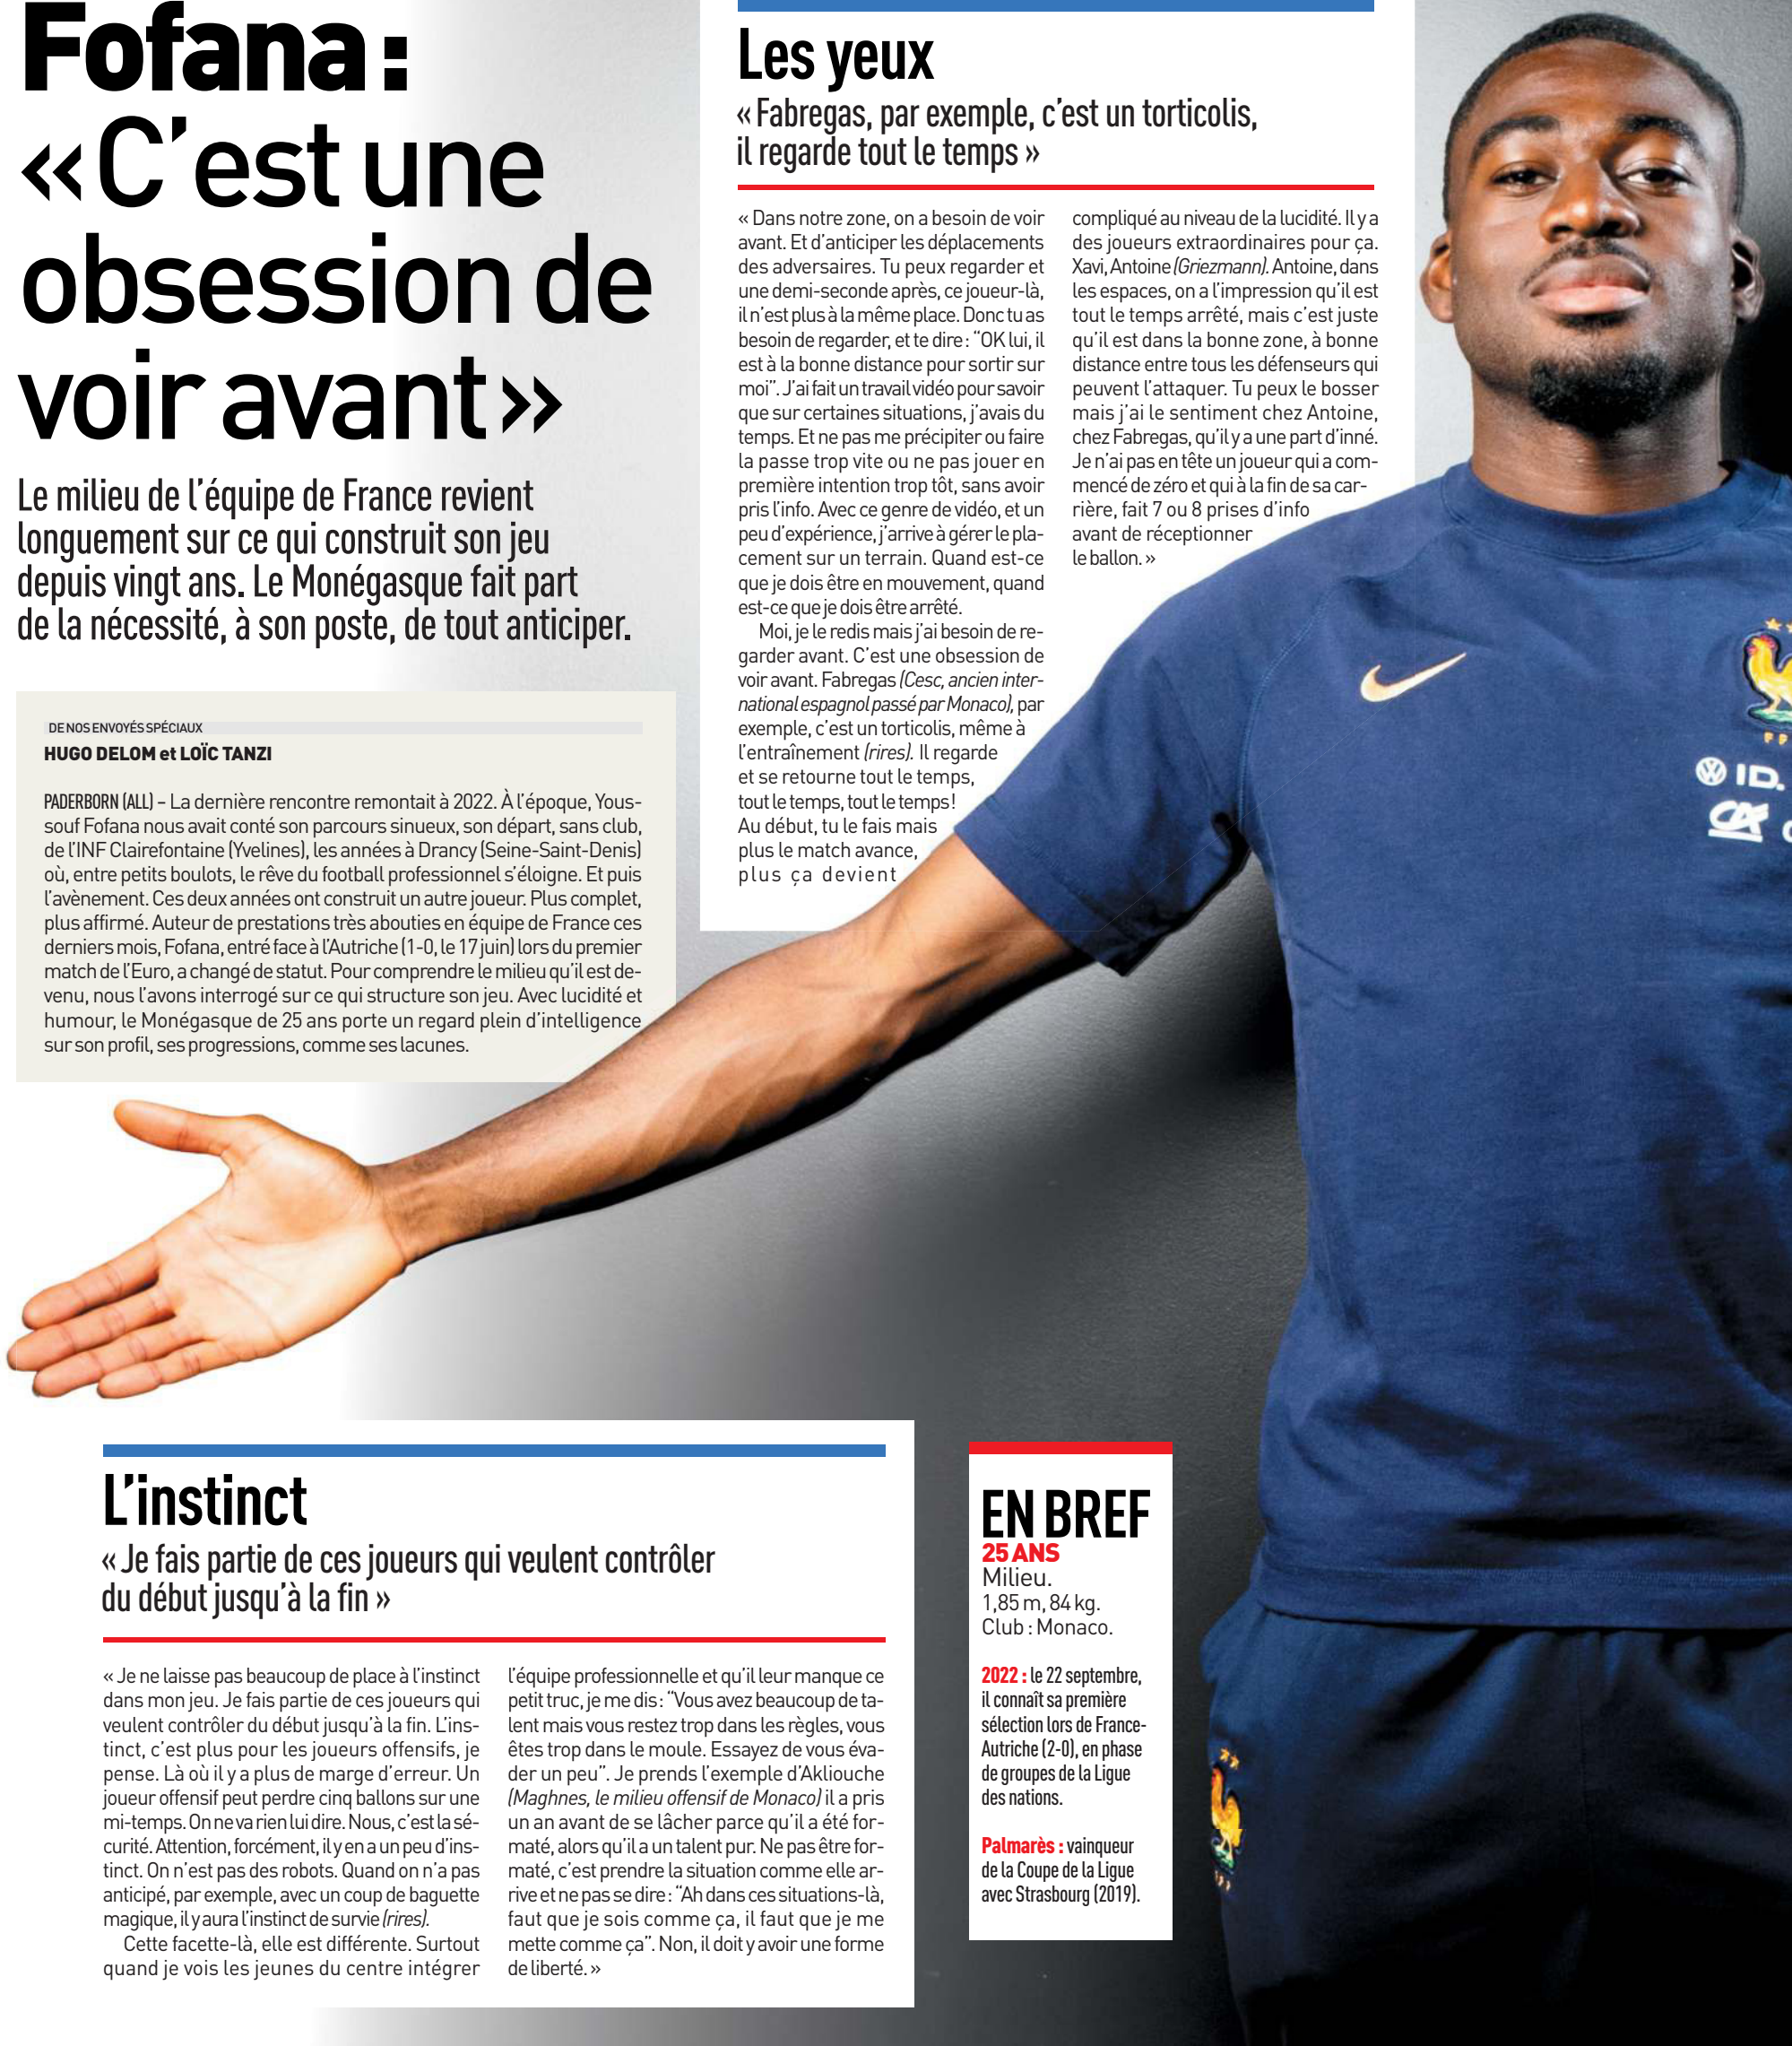 Fofana :
« C’est une
obsession de
voir avant »
Le milieu de l’équipe de France revient
longuement sur ce qui construit son jeu
depuis vingt ans. Le Monégasque fait part
de la nécessité, à son poste, de tout anticiper.
DE NOS ENVOYÉS SPÉCIAUX
HUGO DELOM et LOÏC TANZI
PADERBORN (ALL) – La dernière rencontre remontait à 2022. À l’époque, Yous-
souf Fofana nous avait conté son parcours sinueux, son départ, sans club,
de l’INF Clairefontaine (Yvelines), les années à Drancy (Seine-Saint-Denis)
où, entre petits boulots, le rêve du football professionnel s’éloigne. Et puis
l’avènement. Ces deux années ont construit un autre joueur. Plus complet,
plus affirmé. Auteur de prestations très abouties en équipe de France ces
derniers mois, Fofana, entré face à l’Autriche (1-0, le 17 juin) lors du premier
match de l’Euro, a changé de statut. Pour comprendre le milieu qu’il est de-
venu, nous l’avons interrogé sur ce qui structure son jeu. Avec lucidité et
humour, le Monégasque de 25 ans porte un regard plein d’intelligence
sur son profil, ses progressions, comme ses lacunes.
Les yeux
« Fabregas, par exemple, c’est un torticolis,
il regarde tout le temps »
« Dans notre zone, on a besoin de voir
avant. Et d’anticiper les déplacements
des adversaires. Tu peux regarder et
une demi-seconde après, ce joueur-là,
il n’est plus à la même place. Donc tu as
besoin de regarder, et te dire : “OK lui, il
est à la bonne distance pour sortir sur
moi”. J’ai fait un travail vidéo pour savoir
que sur certaines situations, j’avais du
temps. Et ne pas me précipiter ou faire
la passe trop vite ou ne pas jouer en
première intention trop tôt, sans avoir
pris l’info. Avec ce genre de vidéo, et un
peu d’expérience, j’arrive à gérer le pla-
cement sur un terrain. Quand est-ce
que je dois être en mouvement, quand
est-ce que je dois être arrêté.
Moi, je le redis mais j’ai besoin de re-
garder avant. C’est une obsession de
voir avant. Fabregas (Cesc, ancien inter-
national espagnol passé par Monaco), par
exemple, c’est un torticolis, même à
l’entraînement (rires). Il regarde
et se retourne tout le temps,
tout le temps, tout le temps !
Au début, tu le fais mais
plus le match avance,
plus ça devient
compliqué au niveau de la lucidité. Il y a
des joueurs extraordinaires pour ça.
Xavi, Antoine (Griezmann). Antoine, dans
les espaces, on a l’impression qu’il est
tout le temps arrêté, mais c’est juste
qu’il est dans la bonne zone, à bonne
distance entre tous les défenseurs qui
peuvent l’attaquer. Tu peux le bosser
mais j’ai le sentiment chez Antoine,
chez Fabregas, qu’il y a une part d’inné.
Je n’ai pas en tête un joueur qui a com-
mencé de zéro et qui à la fin de sa car-
rière, fait 7 ou 8 prises d’info
avant de réceptionner
le ballon. »
ID.
CA
L’instinct
« Je fais partie de ces joueurs qui veulent contrôler
du début jusqu’à la fin »
« Je ne laisse pas beaucoup de place à l’instinct
dans mon jeu. Je fais partie de ces joueurs qui
veulent contrôler du début jusqu’à la fin. L’ins-
tinct, c’est plus pour les joueurs offensifs, je
pense. Là où il y a plus de marge d’erreur. Un
joueur offensif peut perdre cinq ballons sur une
mi-temps. On ne va rien lui dire. Nous, c’est la sé-
curité. Attention, forcément, il y en a un peu d’ins-
tinct. On n’est pas des robots. Quand on n’a pas
anticipé, par exemple, avec un coup de baguette
magique, il y aura l’instinct de survie (rires).
Cette facette-là, elle est différente. Surtout
quand je vois les jeunes du centre intégrer
l’équipe professionnelle et qu’il leur manque ce
petit truc, je me dis : “Vous avez beaucoup de ta-
lent mais vous restez trop dans les règles, vous
êtes trop dans le moule. Essayez de vous éva-
der un peu”. Je prends l’exemple d’Akliouche
(Maghnes, le milieu offensif de Monaco) il a pris
un an avant de se lâcher parce qu’il a été for-
maté, alors qu’il a un talent pur. Ne pas être for-
maté, c’est prendre la situation comme elle ar-
rive et ne pas se dire : “Ah dans ces situations-là,
faut que je sois comme ça, il faut que je me
mette comme ça”. Non, il doit y avoir une forme
de liberté. »
EN BREF
25 ANS
Milieu.
1,85 m, 84 kg.
Club : Monaco.
2022 : le 22 septembre,
il connaît sa première
sélection lors de France-
Autriche (2-0), en phase
de groupes de la Ligue
des nations.
Palmarès : vainqueur
de la Coupe de la Ligue
avec Strasbourg (2019).